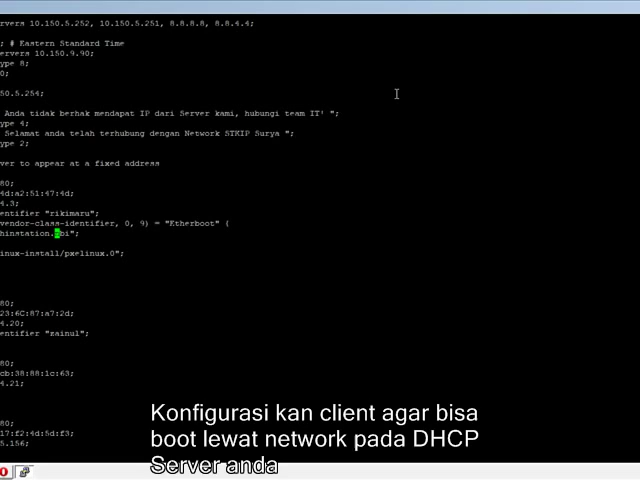 rvers 10.150.5.252, 10.150.5.251, 8.8.8.8, 8.8.4.4;
; # Eastern Standard Time
ervers 10.150.9.90;
ype 8;
0;
50.5.254;
Anda tidak berhak mendapat IP dari Server kami, hubungi team IT! ";
ype 4;
Selamat anda telah terhubung dengan Network STKIP Surya ";
ype 2;
ver to appear at a fixed address
80;
4d:a2:51:47:4d;
4.3;
entifier "rikimaru";
vendor-class-identifier, 0, 9) = "Etherboot" {
hinstation.nbi";
inux-install/pxelinux.0";
80;
23:6C:87:a7:2d;
4.20;
entifier "zainul";
80;
cb:38:88:1c:63;
4.21;
80;
17:f2:4d:5d:f3;
5.156;
Konfigurasi kan client agar bisa
boot lewat network pada DHCP
Server anda